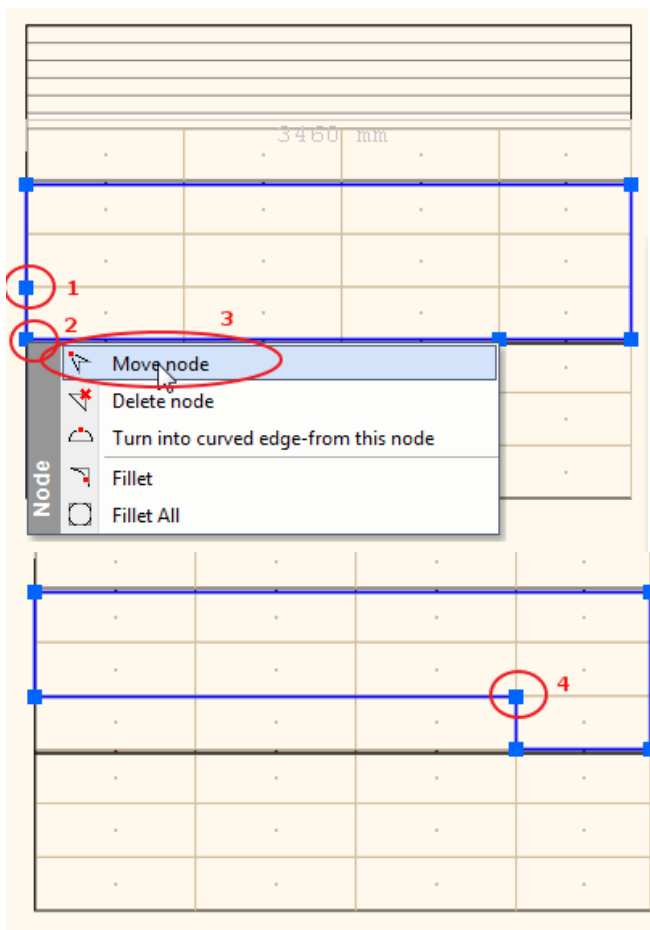 3460 mm
1
2
3
Move node
Delete node
Turn into curved edge-from this node
Fillet
Fillet All
Node
4